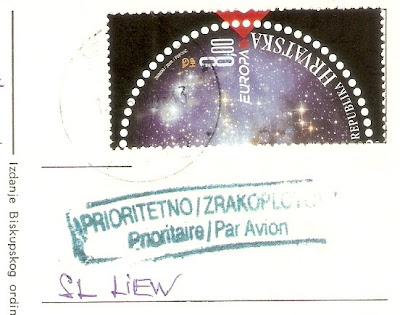 8,00
EUROPA
REPUBLIKA HRVATSKA
PRIORITETNO/ZRAKOPLOVOM
Prioritaire/Par Avion
SL LiEW
Izdanje Biskupskog ordin